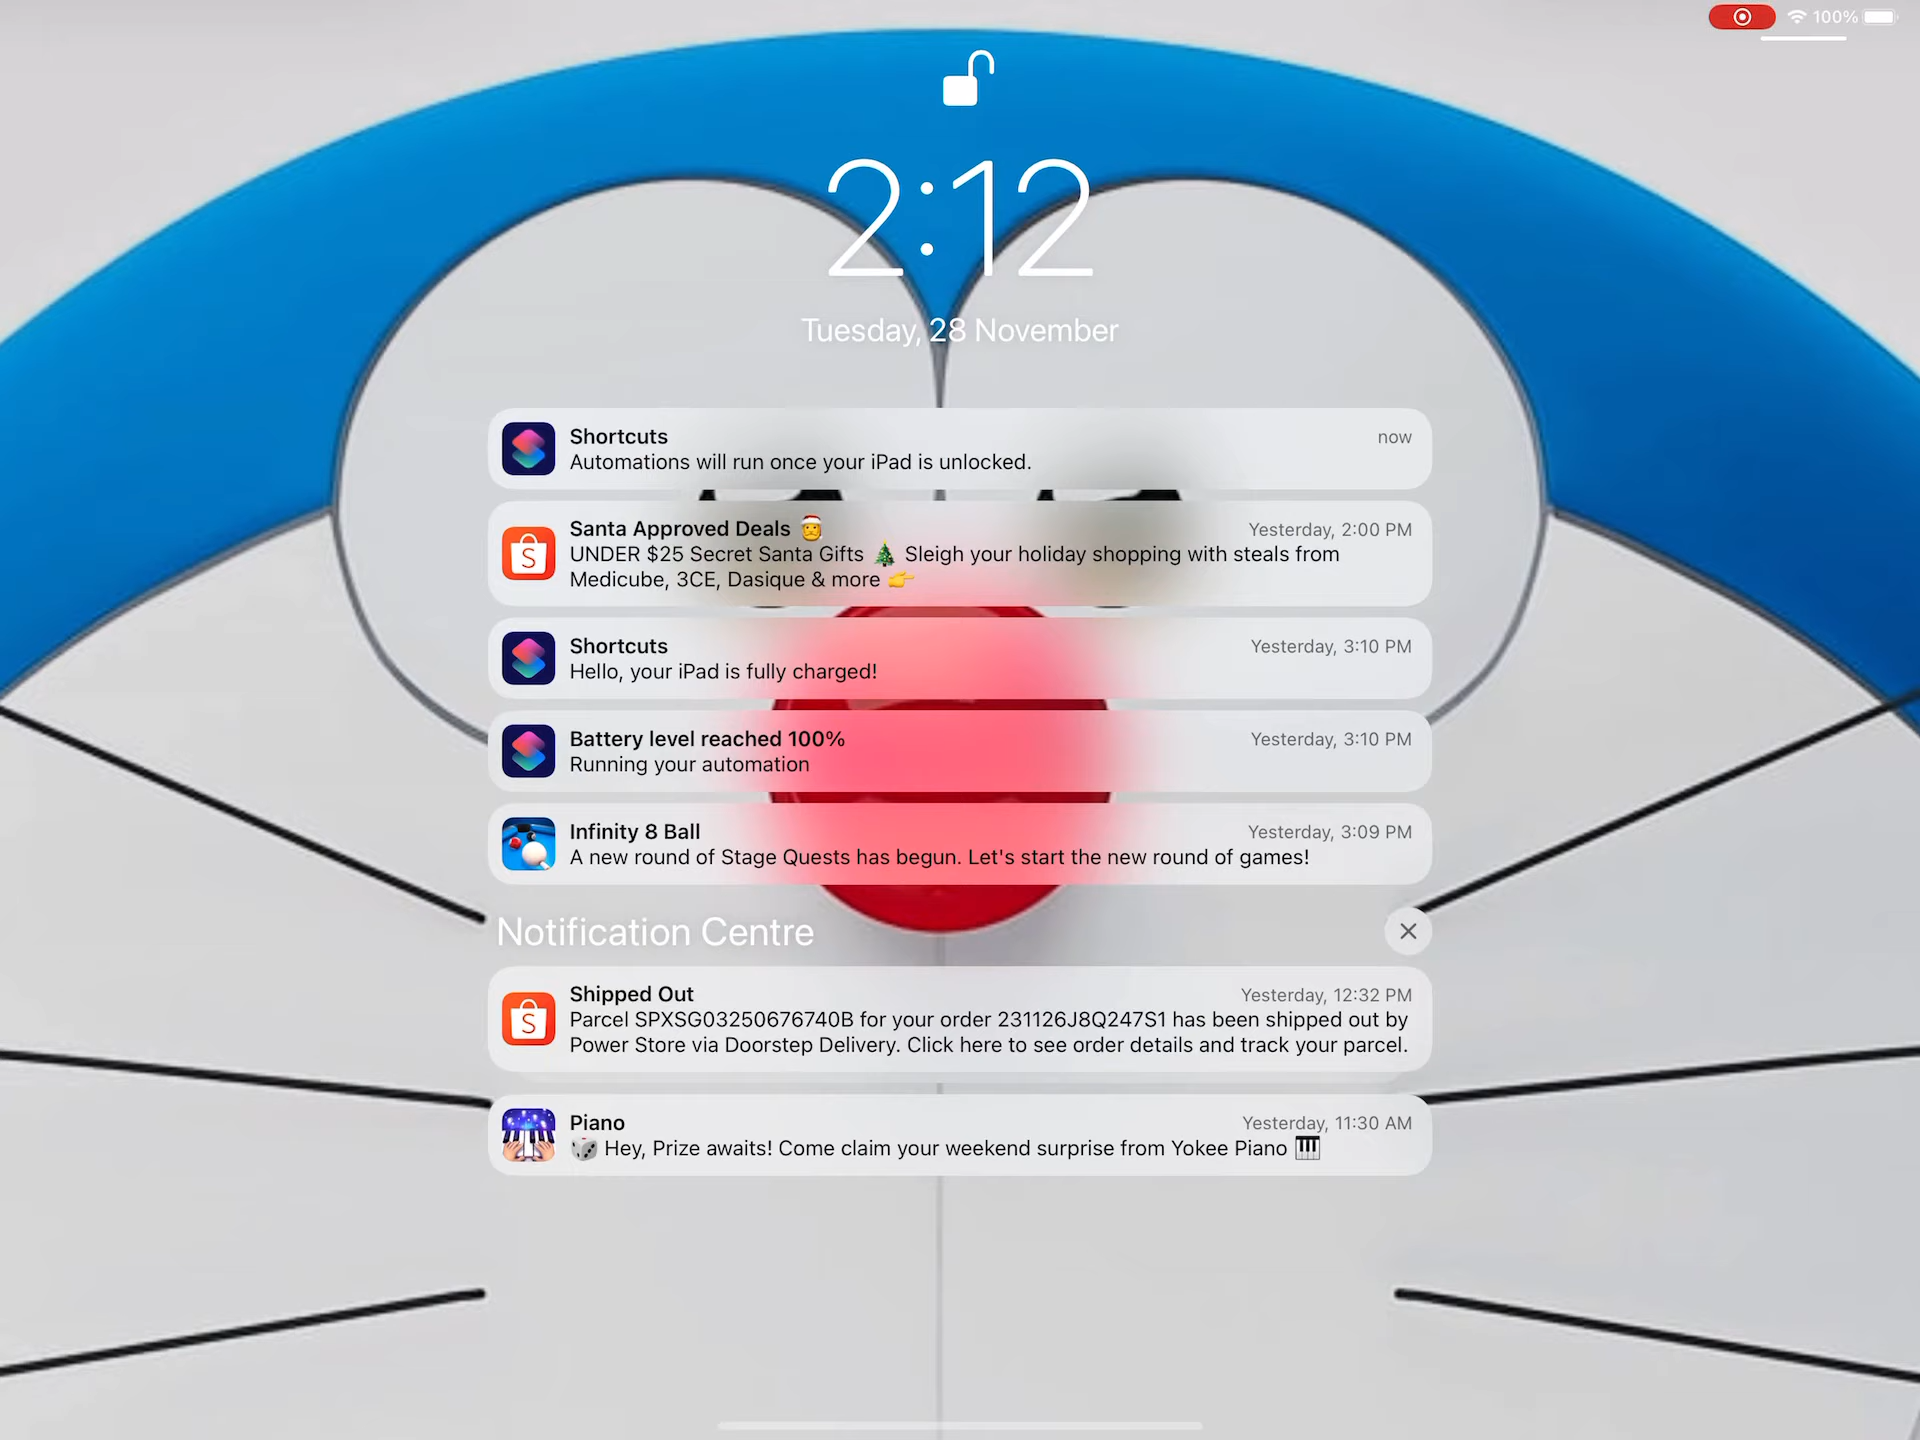 100%
2:12
Tuesday, 28 November
Shortcuts
now
Automations will run once your iPad is unlocked.
Santa Approved Deals 🎅
Yesterday, 2:00 PM
UNDER $25 Secret Santa Gifts 🎄 Sleigh your holiday shopping with steals from
Medicube, 3CE, Dasique & more 👉
Shortcuts
Yesterday, 3:10 PM
Hello, your iPad is fully charged!
Battery level reached 100%
Yesterday, 3:10 PM
Running your automation
Infinity 8 Ball
Yesterday, 3:09 PM
A new round of Stage Quests has begun. Let's start the new round of games!
Notification Centre
Shipped Out
Yesterday, 12:32 PM
Parcel SPXSG03250676740B for your order 231126J8Q247S1 has been shipped out by
Power Store via Doorstep Delivery. Click here to see order details and track your parcel.
Piano
Yesterday, 11:30 AM
🎲 Hey, Prize awaits! Come claim your weekend surprise from Yokee Piano 🎹